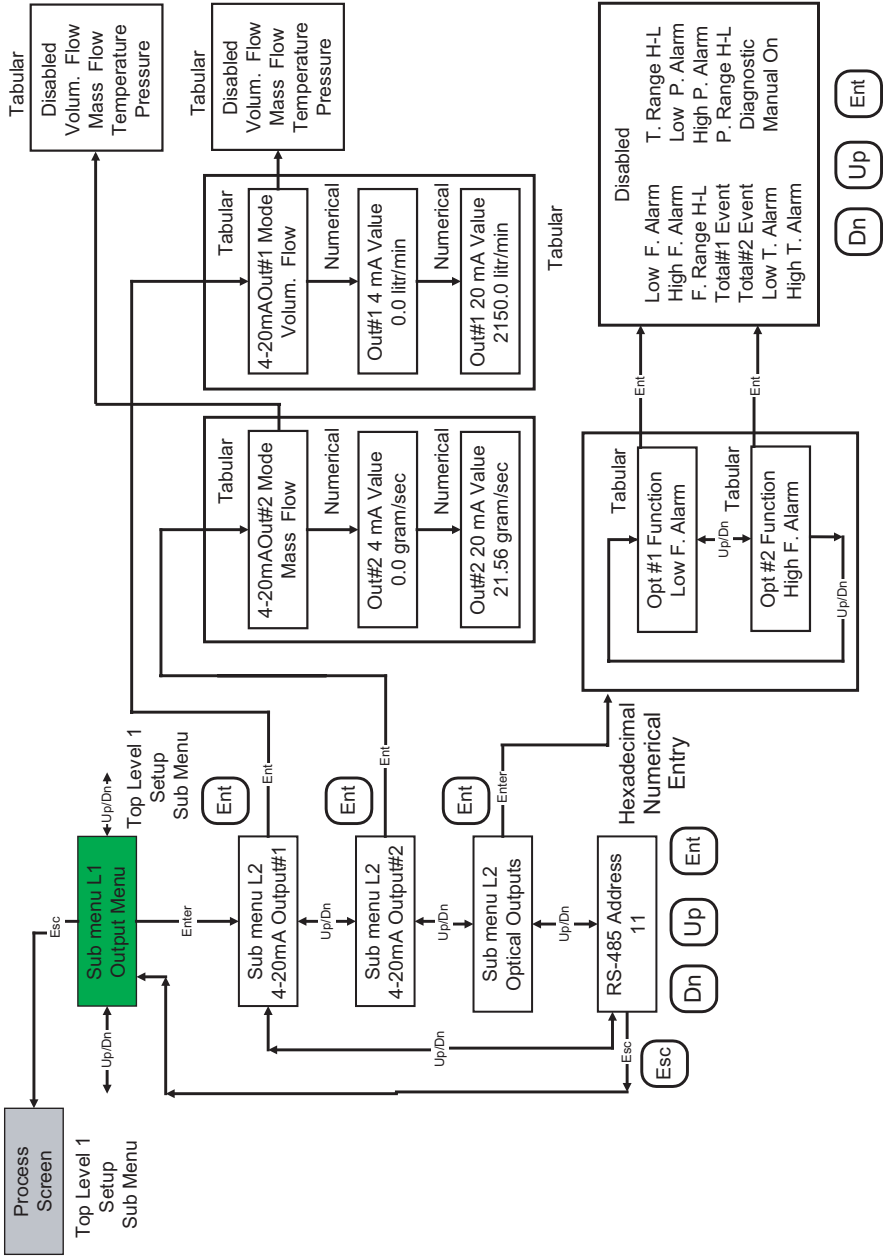 Process
Screen
Top Level 1
Setup
Sub Menu
Esc
Up/Dn
Sub menu L1
Output Menu
Up/Dn
Top Level 1
Setup
Sub Menu
Enter
Sub menu L2
4-20mA Output#1
Ent
Ent
Up/Dn
Sub menu L2
4-20mA Output#2
Ent
Ent
Up/Dn
Sub menu L2
Optical Outputs
Ent
Enter
Up/Dn
Up/Dn
RS-485 Address
11
Hexadecimal
Numerical
Entry
Esc
Esc
Dn
Up
Ent
Tabular
4-20mAOut#2 Mode
Mass Flow
Numerical
Out#2 4 mA Value
0.0 gram/sec
Numerical
Out#2 20 mA Value
21.56 gram/sec
Tabular
4-20mAOut#1 Mode
Volum. Flow
Numerical
Out#1 4 mA Value
0.0 litr/min
Numerical
Out#1 20 mA Value
2150.0 litr/min
Tabular
Disabled
Volum. Flow
Mass Flow
Temperature
Pressure
Tabular
Disabled
Volum. Flow
Mass Flow
Temperature
Pressure
Tabular
Opt #1 Function
Low F. Alarm
Up/Dn
Tabular
Opt #2 Function
High F. Alarm
Up/Dn
Ent
Ent
Tabular
Disabled
Low F. Alarm
High F. Alarm
F. Range H-L
Total#1 Event
Total#2 Event
Low T. Alarm
High T. Alarm
T. Range H-L
Low P. Alarm
High P. Alarm
P. Range H-L
Diagnostic
Manual On
Dn
Up
Ent